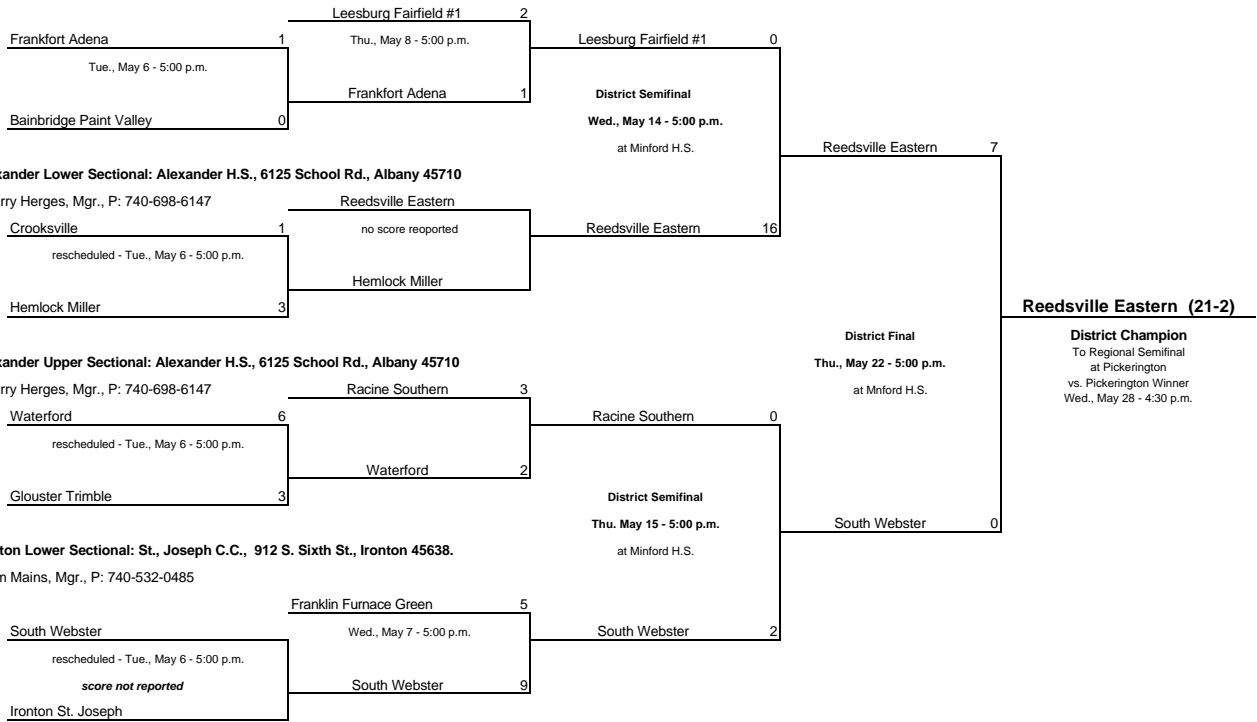 Leesburg Fairfield #1 2
Frankfort Adena 1 Thu., May 8 - 5:00 p.m. Leesburg Fairfield #1 0
Tue., May 6 - 5:00 p.m.
Frankfort Adena 1 District Semifinal
Bainbridge Paint Valley 0 Wed., May 14 - 5:00 p.m.
at Minford H.S. Reedsville Eastern 7
xander Lower Sectional: Alexander H.S., 6125 School Rd., Albany 45710
rry Herges, Mgr., P: 740-698-6147 Reedsville Eastern
Crooksville 1 no score reoported Reedsville Eastern 16
rescheduled - Tue., May 6 - 5:00 p.m.
Hemlock Miller
Hemlock Miller 3 Reedsville Eastern (21-2)
District Final District Champion
To Regional Semifinal
xander Upper Sectional: Alexander H.S., 6125 School Rd., Albany 45710 Thu., May 22 - 5:00 p.m. at Pickerington
rry Herges, Mgr., P: 740-698-6147 Racine Southern 3 at Mnford H.S. vs. Pickerington Winner
Wed., May 28 - 4:30 p.m.
Waterford 6 Racine Southern 0
rescheduled - Tue., May 6 - 5:00 p.m.
Waterford 2
Glouster Trimble 3 District Semifinal
Thu. May 15 - 5:00 p.m. South Webster 0
ton Lower Sectional: St., Joseph C.C., 912 S. Sixth St., Ironton 45638. at Minford H.S.
m Mains, Mgr., P: 740-532-0485
Franklin Furnace Green 5
South Webster Wed., May 7 - 5:00 p.m. South Webster 2
rescheduled - Tue., May 6 - 5:00 p.m.
score not reported South Webster 9
Ironton St. Joseph